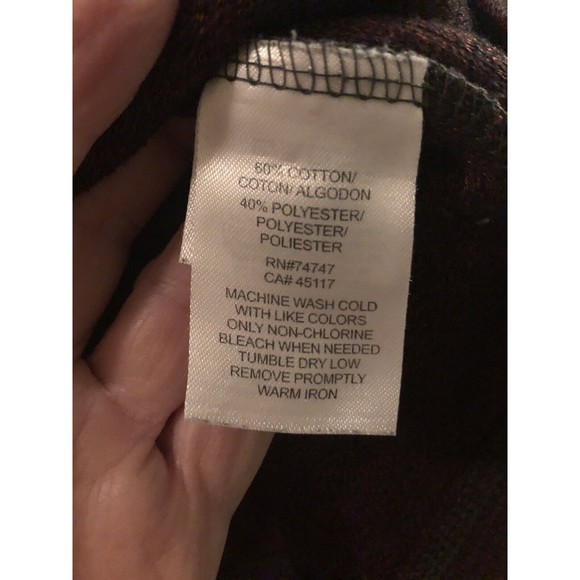 60% COTTON/
COTON/ ALGODON
40% POLYESTER/
POLYESTER/
POLIESTER
RN#74747
CA# 45117
MACHINE WASH COLD
WITH LIKE COLORS
ONLY NON-CHLORINE
BLEACH WHEN NEEDED
TUMBLE DRY LOW
REMOVE PROMPTLY
WARM IRON